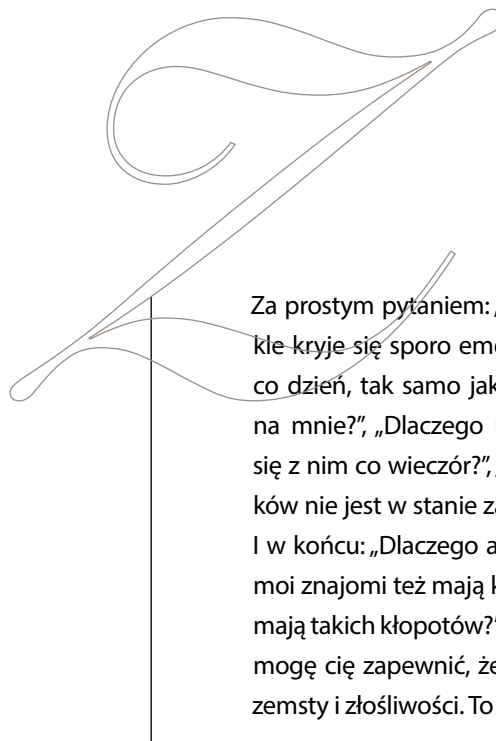 Z
Za prostym pytaniem: „
kle kryje się sporo emo
co dzień, tak samo jak
na mnie?”, „Dlaczego
się z nim co wieczór?”, „
ków nie jest w stanie za
I w końcu: „Dlaczego a
moi znajomi też mają k
mają takich kłopotów?”
mogę cię zapewnić, że
zemsty i złośliwości. To